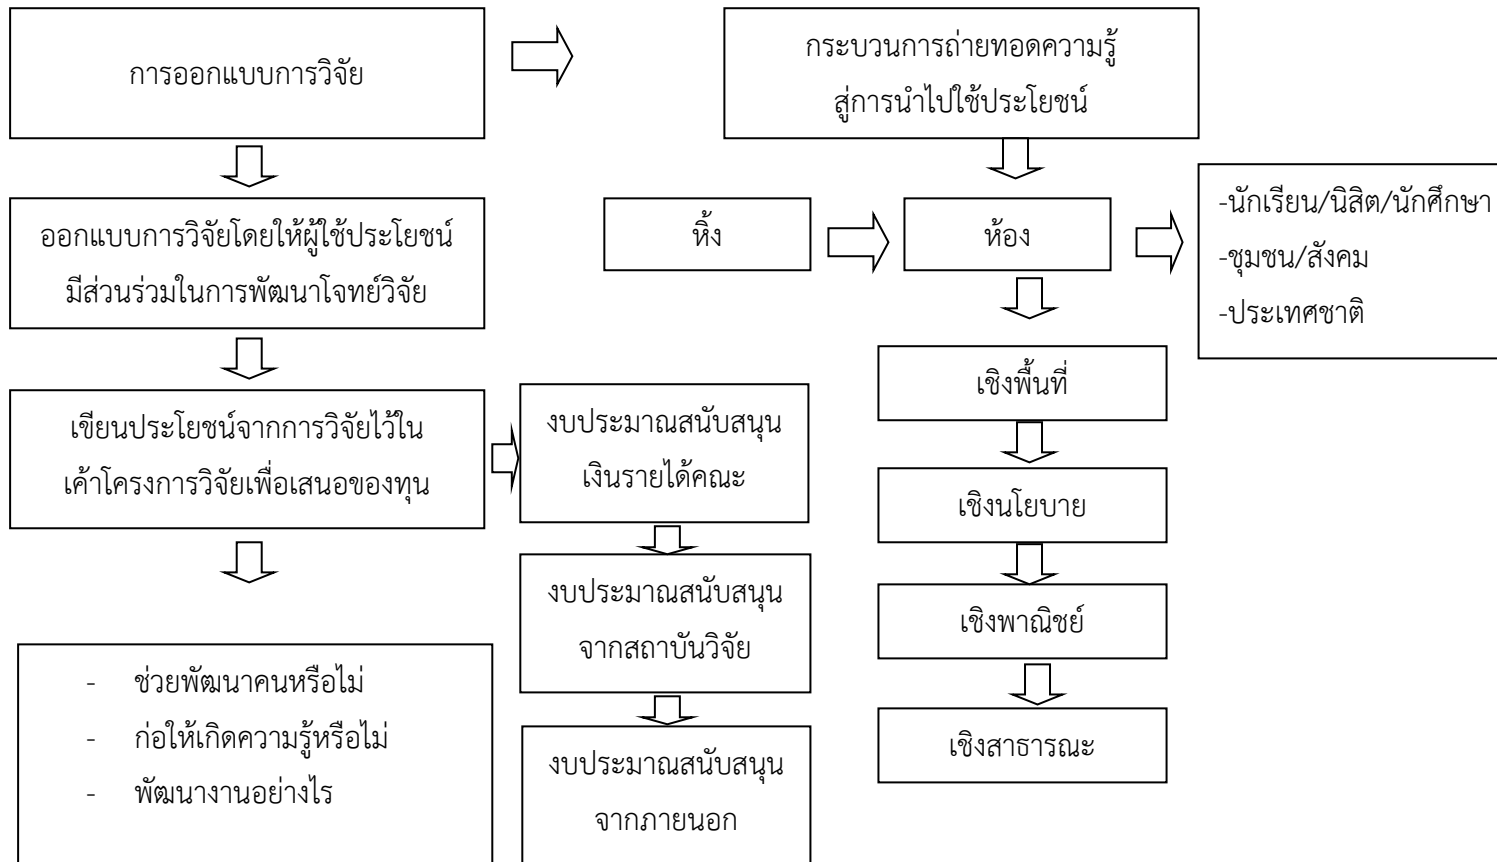 การออกแบบการวิจัย
กระบวนการถ่ายทอดความรู้
สู่การนำไปใช้ประโยชน์
ออกแบบการวิจัยโดยให้ผู้ใช้ประโยชน์
มีส่วนร่วมในการพัฒนาโจทย์วิจัย
หิ้ง
ห้อง
-นักเรียน/นิสิต/นักศึกษา
-ชุมชน/สังคม
-ประเทศชาติ
เขียนประโยชน์จากการวิจัยไว้ใน
เค้าโครงการวิจัยเพื่อเสนอของทุน
งบประมาณสนับสนุน
เงินรายได้คณะ
งบประมาณสนับสนุน
จากสถาบันวิจัย
งบประมาณสนับสนุน
จากภายนอก
- ช่วยพัฒนาคนหรือไม่
- ก่อให้เกิดความรู้หรือไม่
- พัฒนางานอย่างไร
เชิงพื้นที่
เชิงนโยบาย
เชิงพาณิชย์
เชิงสาธารณะ